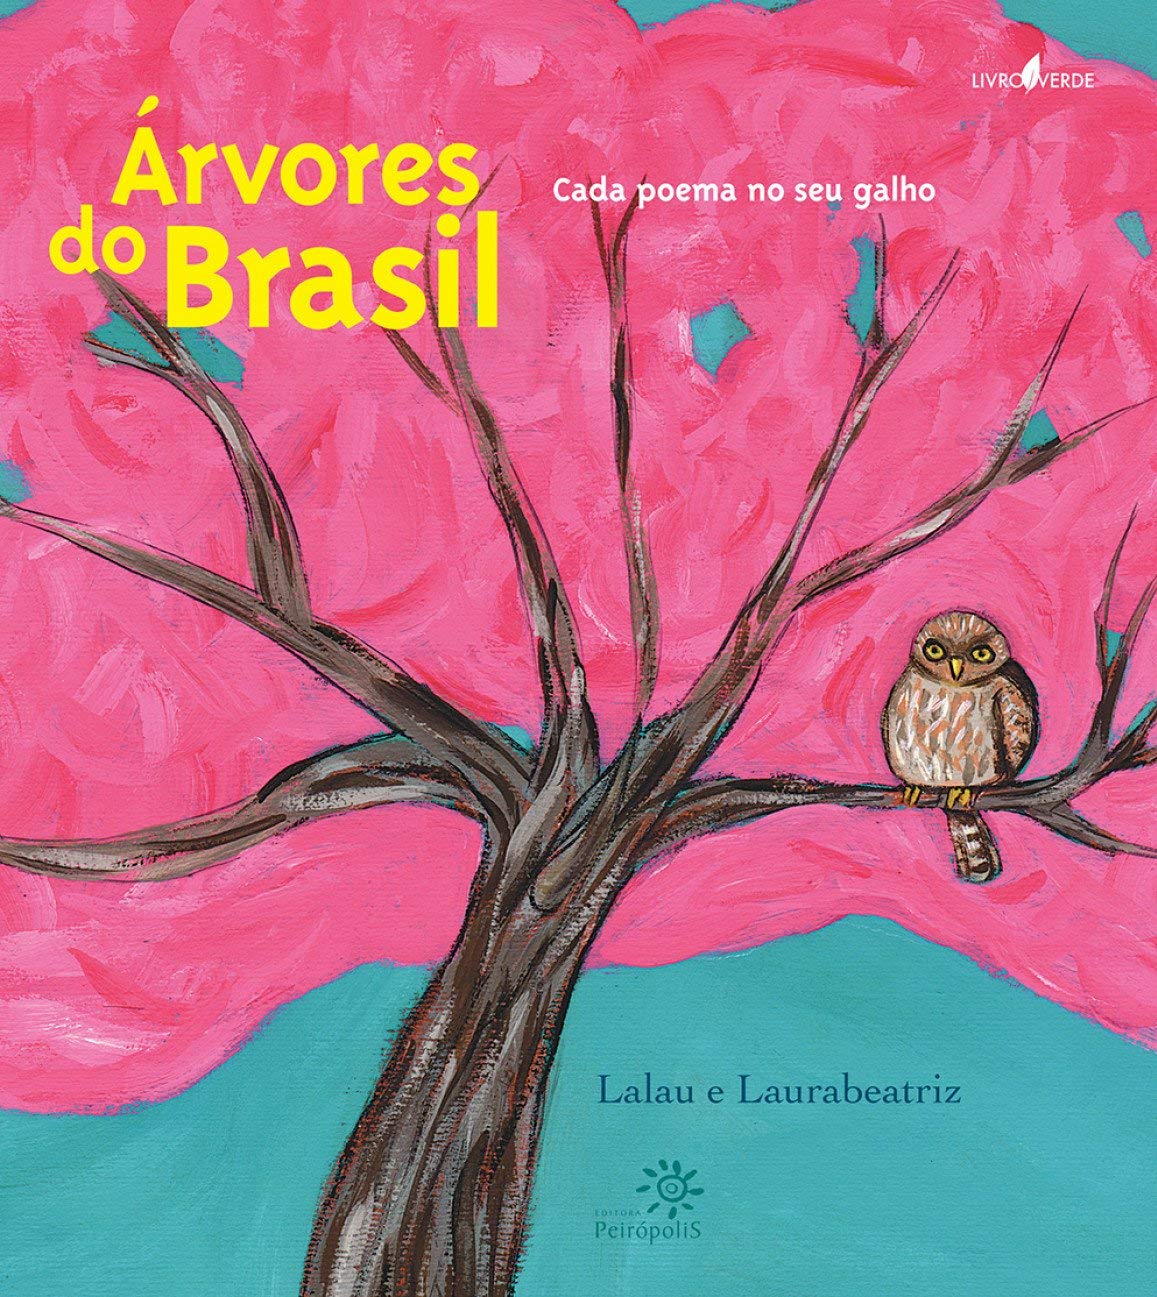 LIVRO VERDE
Árvores
do Brasil
Cada poema no seu galho
Lalau e Laurabeatriz
EDITORA
PeirópoliS